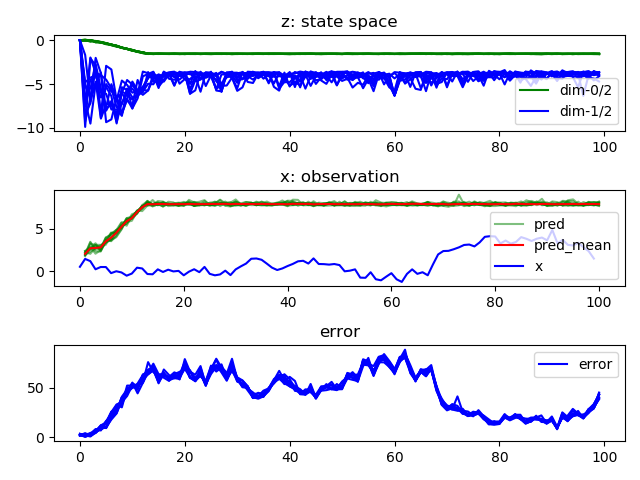 z: state space
0
−5
−10
dim-0/2
dim-1/2
0 20 40 60 80 100
x: observation
5
0
pred
pred_mean
x
0 20 40 60 80 100
error
50
0
error
0 20 40 60 80 100